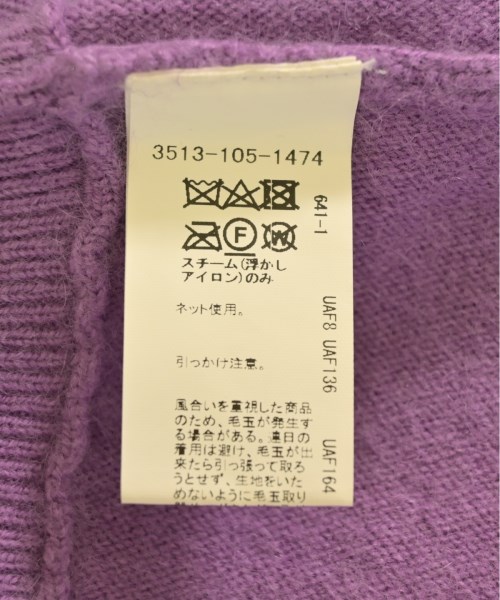 3513-105-1474
F
W
スチーム(浮かし
アイロン)のみ
ネット使用。
引っかけ注意。
風合いを重視した商品
のため、毛玉が発生す
る場合がある。連日の
着用は避け、毛玉が出
来たら引っ張って取ろ
うとせず、生地をいた
めないように毛玉取り
641-1
UAF8 UAF136
UAF164